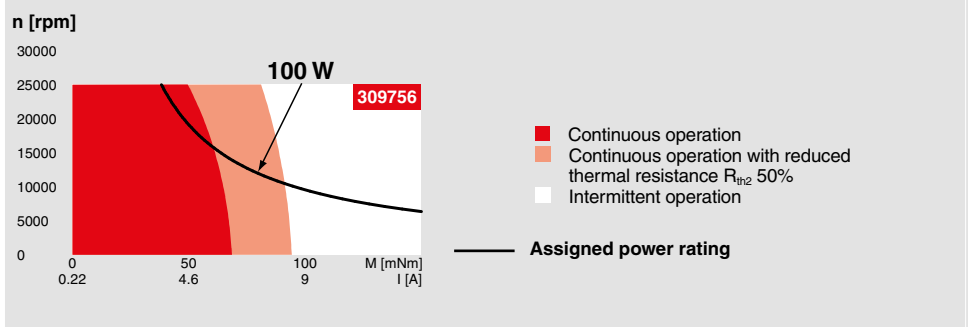 n [rpm]
30000
100 W
25000
309756
20000
15000
10000
5000
0
0 50 100 M [mNm]
0.22 4.6 9 I [A]
Continuous operation
Continuous operation with reduced
thermal resistance Rth2 50%
Intermittent operation
Assigned power rating